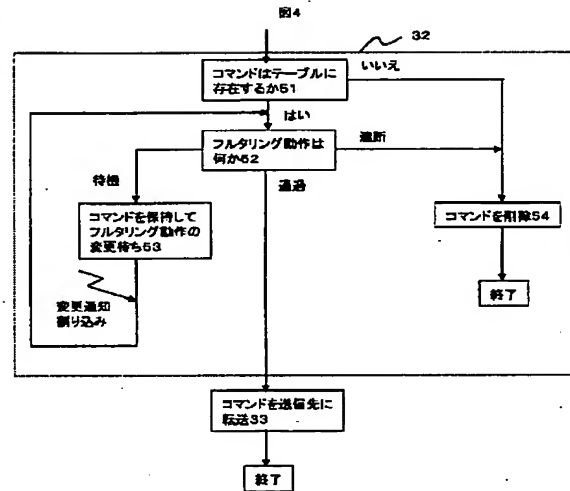 図4
32
コマンドはテーブルに
存在するか51
いいえ
はい
フルタリング動作は
何か52
遮断
待機
通過
コマンドを保持して
フルタリング動作の
変更待ち53
コマンドを削除54
変更通知
割り込み
終了
コマンドを送信先に
転送33
終了